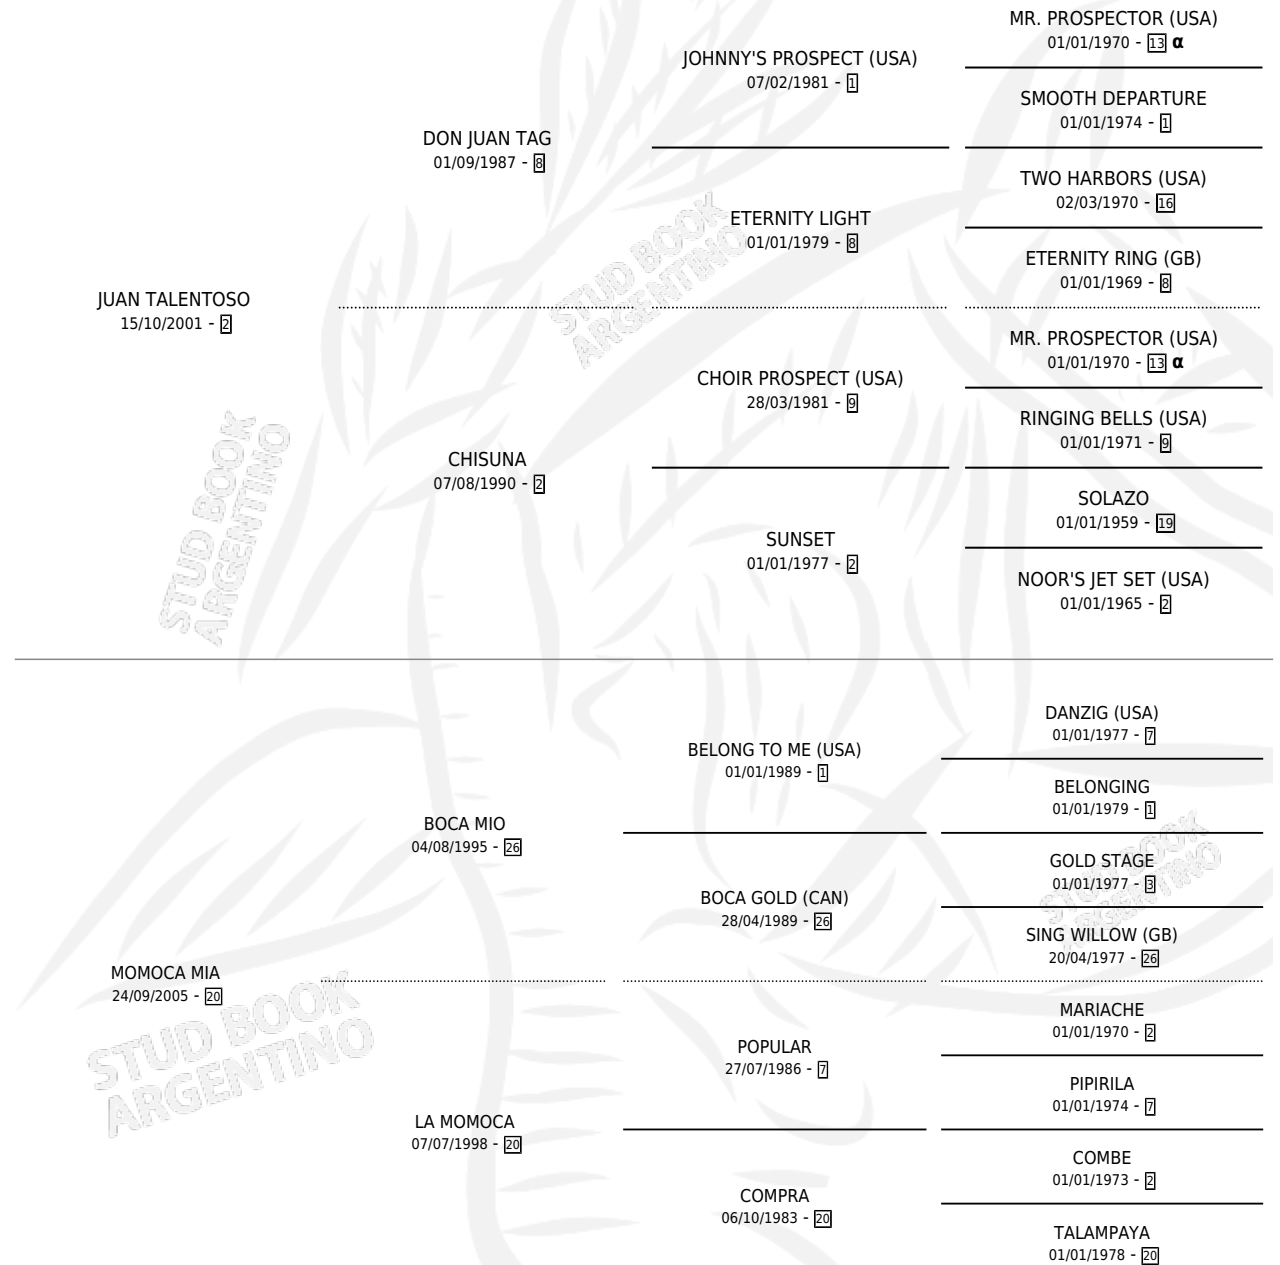 JUAN TALENTOSO
15/10/2001 - 2
DON JUAN TAG
01/09/1987 - 8
JOHNNY'S PROSPECT (USA)
07/02/1981 - 1
MR. PROSPECTOR (USA)
01/01/1970 - 13 α
SMOOTH DEPARTURE
01/01/1974 - 1
ETERNITY LIGHT
01/01/1979 - 8
TWO HARBORS (USA)
02/03/1970 - 16
ETERNITY RING (GB)
01/01/1969 - 8
CHISUNA
07/08/1990 - 2
CHOIR PROSPECT (USA)
28/03/1981 - 9
MR. PROSPECTOR (USA)
01/01/1970 - 13 α
RINGING BELLS (USA)
01/01/1971 - 9
SUNSET
01/01/1977 - 2
SOLAZO
01/01/1959 - 19
NOOR'S JET SET (USA)
01/01/1965 - 2
MOMOCA MIA
24/09/2005 - 20
BOCA MIO
04/08/1995 - 26
BELONG TO ME (USA)
01/01/1989 - 1
DANZIG (USA)
01/01/1977 - 7
BELONGING
01/01/1979 - 1
BOCA GOLD (CAN)
28/04/1989 - 26
GOLD STAGE
01/01/1977 - 3
SING WILLOW (GB)
20/04/1977 - 26
LA MOMOCA
07/07/1998 - 20
POPULAR
27/07/1986 - 7
MARIACHE
01/01/1970 - 2
PIPIRILA
01/01/1974 - 7
COMPRA
06/10/1983 - 20
COMBE
01/01/1973 - 2
TALAMPAYA
01/01/1978 - 20
STUD BOOK
ARGENTINO
STUD BOOK
ARGENTINO
STUD BOOK
ARGENTINO
STUD BOOK
ARGENTINO